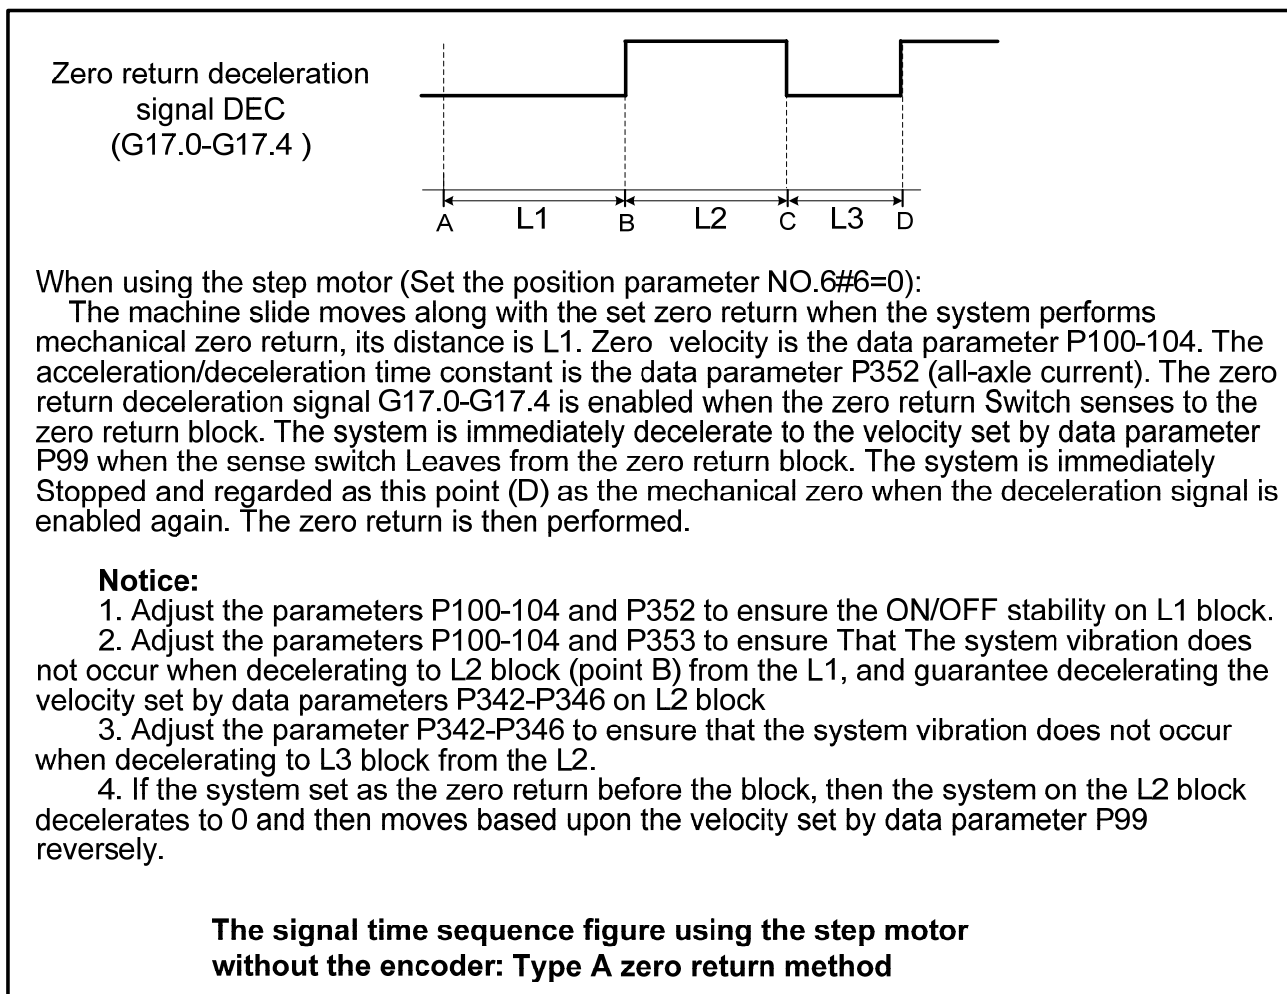 Zero return deceleration
signal DEC
(G17.0-G17.4 )
A L1 B L2 C L3 D
When using the step motor (Set the position parameter NO.6#6=0):
The machine slide moves along with the set zero return when the system performs
mechanical zero return, its distance is L1. Zero velocity is the data parameter P100-104. The
acceleration/deceleration time constant is the data parameter P352 (all-axle current). The zero
return deceleration signal G17.0-G17.4 is enabled when the zero return Switch senses to the
zero return block. The system is immediately decelerate to the velocity set by data parameter
P99 when the sense switch Leaves from the zero return block. The system is immediately
Stopped and regarded as this point (D) as the mechanical zero when the deceleration signal is
enabled again. The zero return is then performed.
Notice:
1. Adjust the parameters P100-104 and P352 to ensure the ON/OFF stability on L1 block.
2. Adjust the parameters P100-104 and P353 to ensure That The system vibration does
not occur when decelerating to L2 block (point B) from the L1, and guarantee decelerating the
velocity set by data parameters P342-P346 on L2 block
3. Adjust the parameter P342-P346 to ensure that the system vibration does not occur
when decelerating to L3 block from the L2.
4. If the system set as the zero return before the block, then the system on the L2 block
decelerates to 0 and then moves based upon the velocity set by data parameter P99
reversely.
The signal time sequence figure using the step motor
without the encoder: Type A zero return method